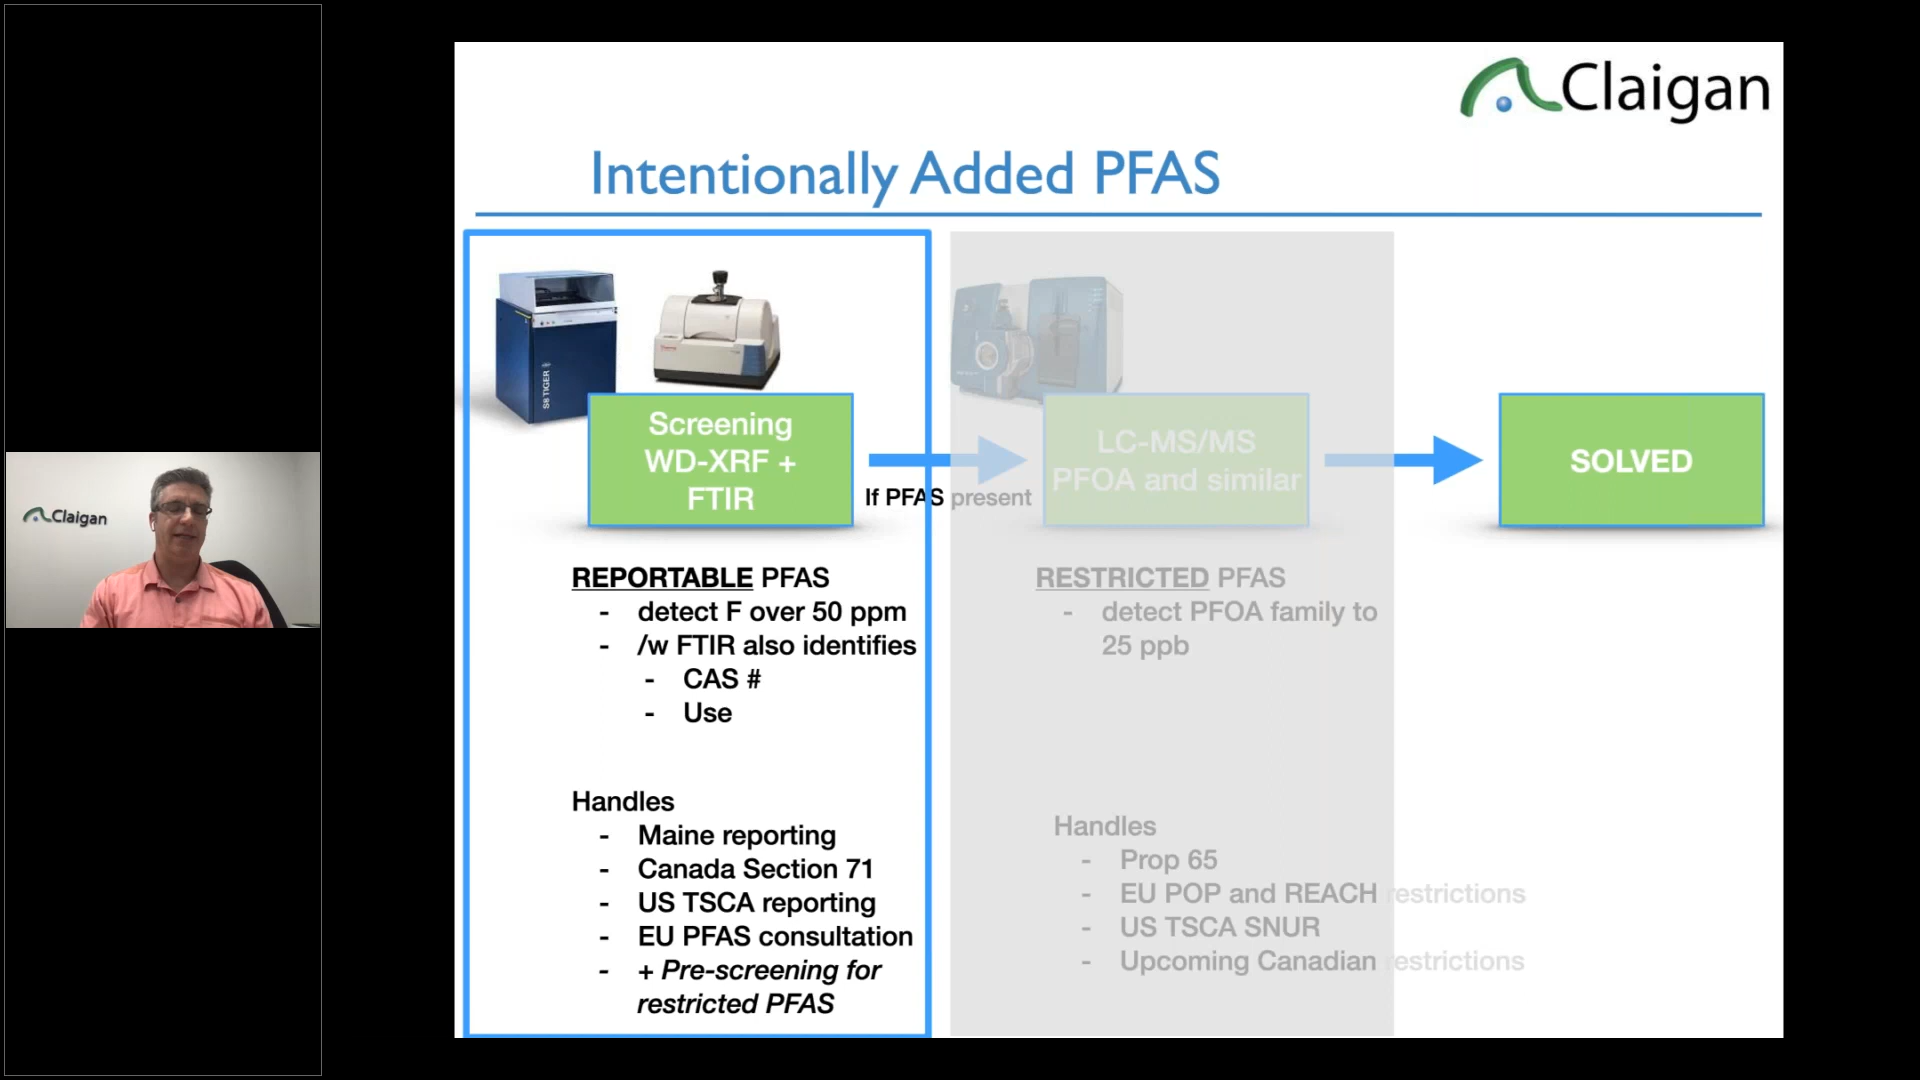 Claigan
Intentionally Added PFAS
S8 TIGER
Screening
WD-XRF +
FTIR
If PFAS present
LC-MS/MS
PFOA and similar
SOLVED
REPORTABLE PFAS
- detect F over 50 ppm
- /w FTIR also identifies
- CAS #
- Use
Handles
- Maine reporting
- Canada Section 71
- US TSCA reporting
- EU PFAS consultation
- + Pre-screening for
restricted PFAS
RESTRICTED PFAS
- detect PFOA family to
25 ppb
Handles
- Prop 65
- EU POP and REACH restrictions
- US TSCA SNUR
- Upcoming Canadian restrictions
Claigan